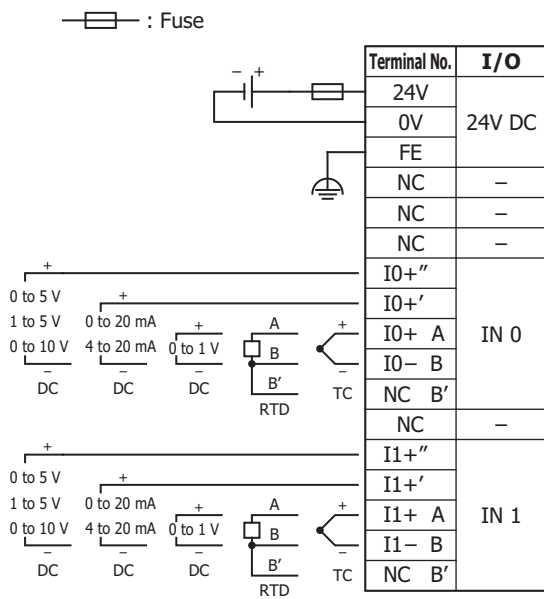 : Fuse
Terminal No. I/O
− +
24V
0V 24V DC
FE
NC −
NC −
NC −
+ I0+″
0 to 5 V + I0+′
1 to 5 V 0 to 20 mA + A + I0+ A IN 0
0 to 10 V 4 to 20 mA 0 to 1 V B I0− B
− − − B′ − NC B′
DC DC DC RTD TC
NC −
+ I1+″
0 to 5 V + I1+′
1 to 5 V 0 to 20 mA + A + I1+ A IN 1
0 to 10 V 4 to 20 mA 0 to 1 V B I1− B
− − − B′ − NC B′
DC DC DC RTD TC